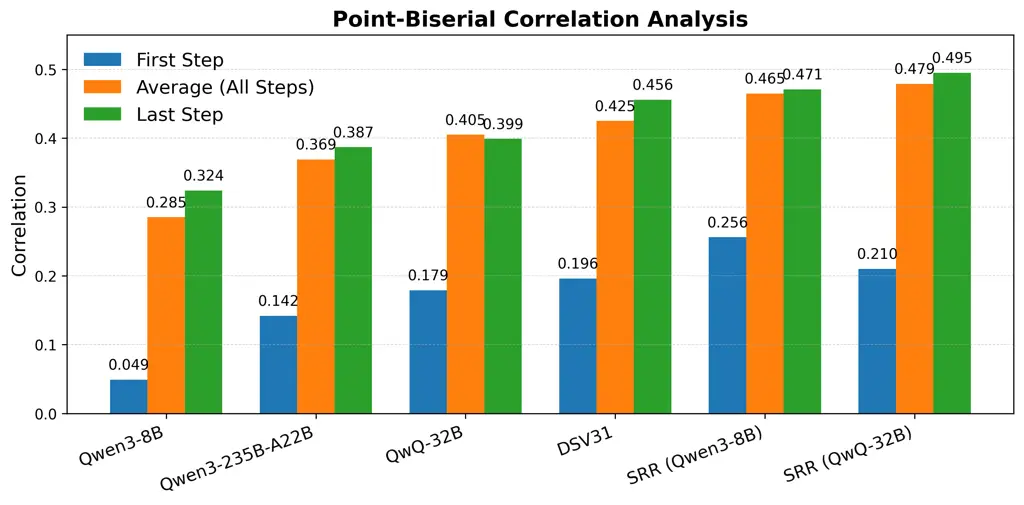 Point-Biserial Correlation Analysis
First Step
Average (All Steps)
Last Step
Correlation
0.5
0.4
0.3
0.2
0.1
0.0
0.049
0.285
0.324
0.142
0.369
0.387
0.179
0.405
0.399
0.196
0.425
0.456
0.256
0.465
0.471
0.210
0.479
0.495
Qwen3-8B
Qwen3-235B-A22B
QwQ-32B
DSV31
SRR (Qwen3-8B)
SRR (QwQ-32B)